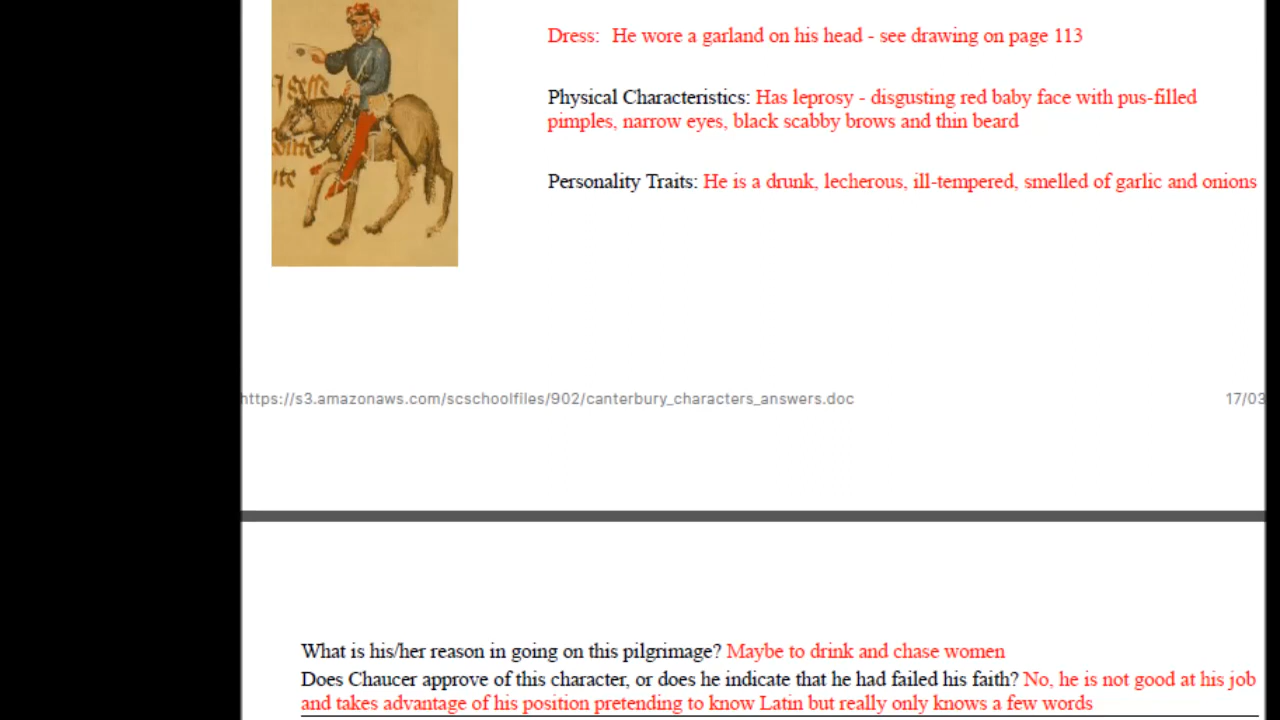 Dress: He wore a garland on his head - see drawing on page 113
Physical Characteristics: Has leprosy - disgusting red baby face with pus-filled
pimples, narrow eyes, black scabby brows and thin beard
Personality Traits: He is a drunk, lecherous, ill-tempered, smelled of garlic and onions
https://s3.amazonaws.com/scschoolfiles/902/canterbury_characters_answers.doc 17/03
What is his/her reason in going on this pilgrimage? Maybe to drink and chase women
Does Chaucer approve of this character, or does he indicate that he had failed his faith? No, he is not good at his job
and takes advantage of his position pretending to know Latin but really only knows a few words